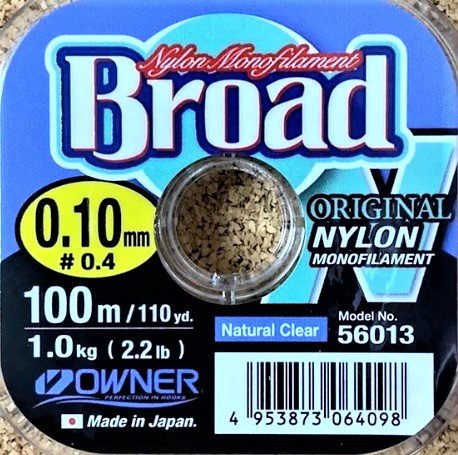 Nylon Monofilament
Broad
0.10mm
# 0.4
ORIGINAL
NYLON
MONOFILAMENT
N
100m/110yd.
1.0kg (2.2lb)
Natural Clear
Model No.
56013
OWNER
PERFECTION IN HOOKS
Made in Japan.
4 953873 064098